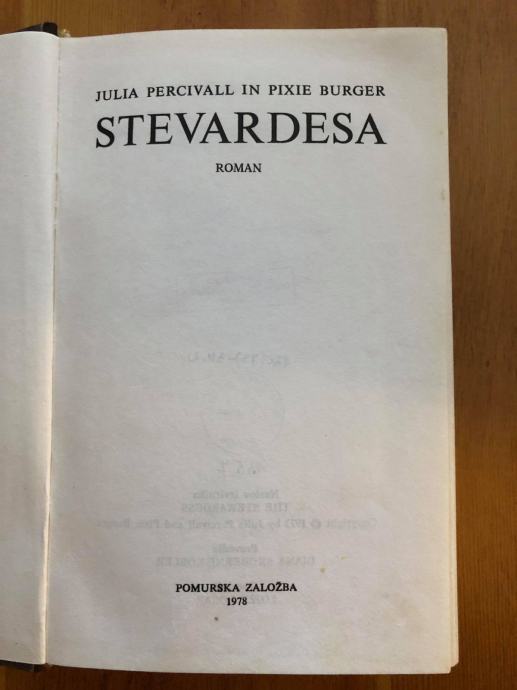 JULIA PERCIVALL IN PIXIE BURGER
STEVARDESA
ROMAN
POMURSKA ZALOŽBA
1978